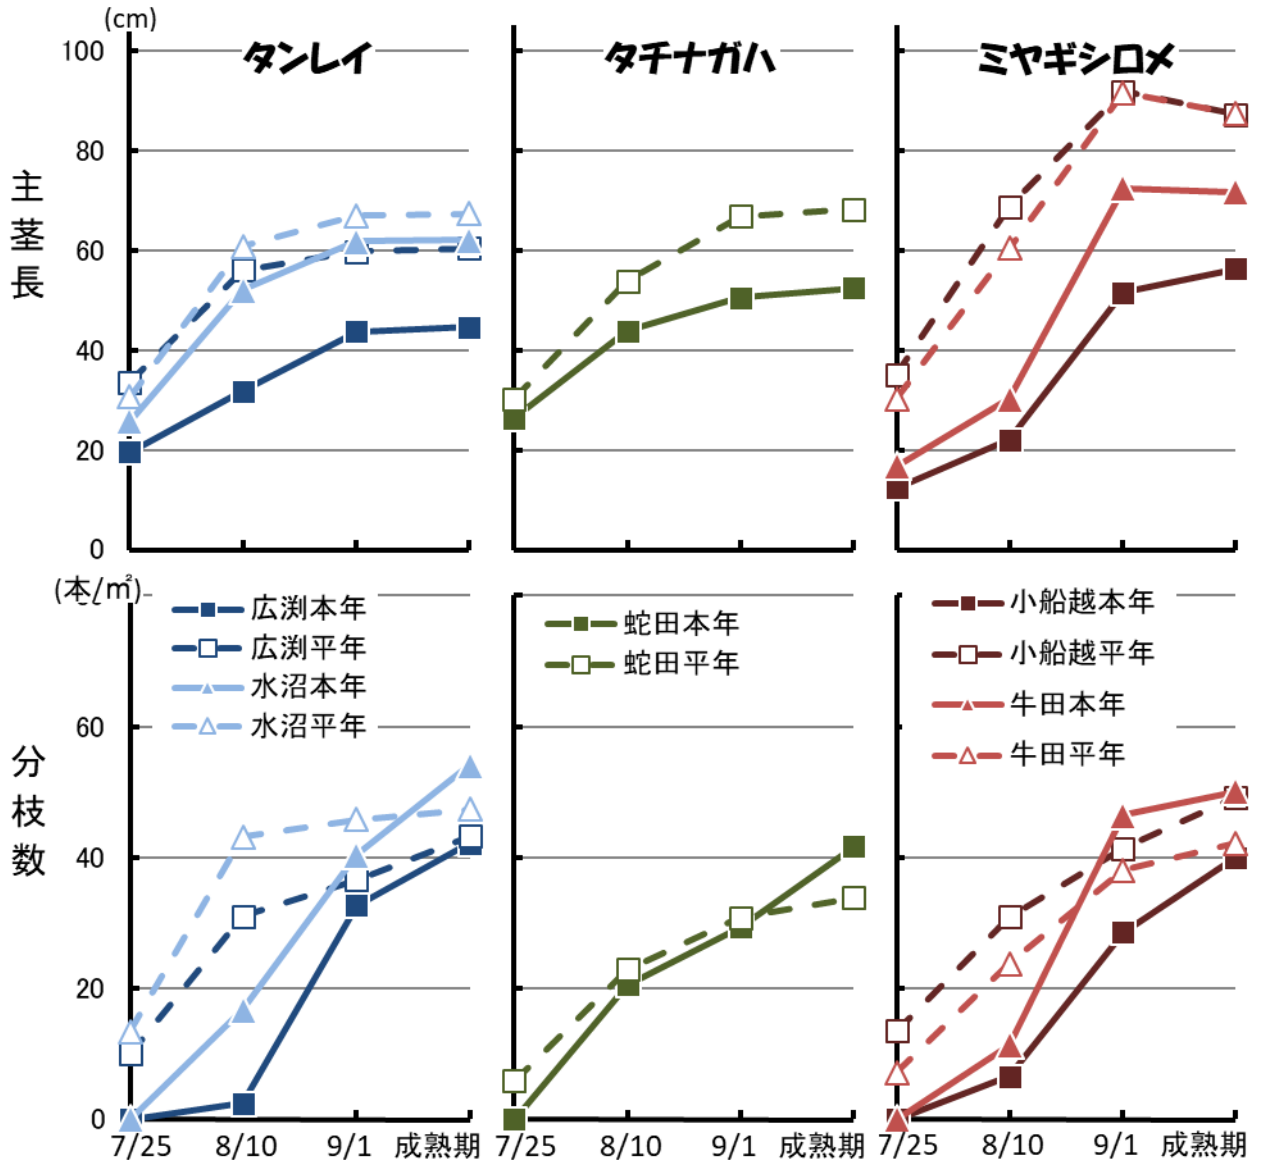 (cm)
タンレイ
タチナガハ
ミヤギシロメ
主茎長
100
80
60
40
20
0
(本/㎡)
分枝数
60
40
20
0
広渕本年
広渕平年
水沼本年
水沼平年
蛇田本年
蛇田平年
小船越本年
小船越平年
牛田本年
牛田平年
7/25 8/10 9/1 成熟期
7/25 8/10 9/1 成熟期
7/25 8/10 9/1 成熟期